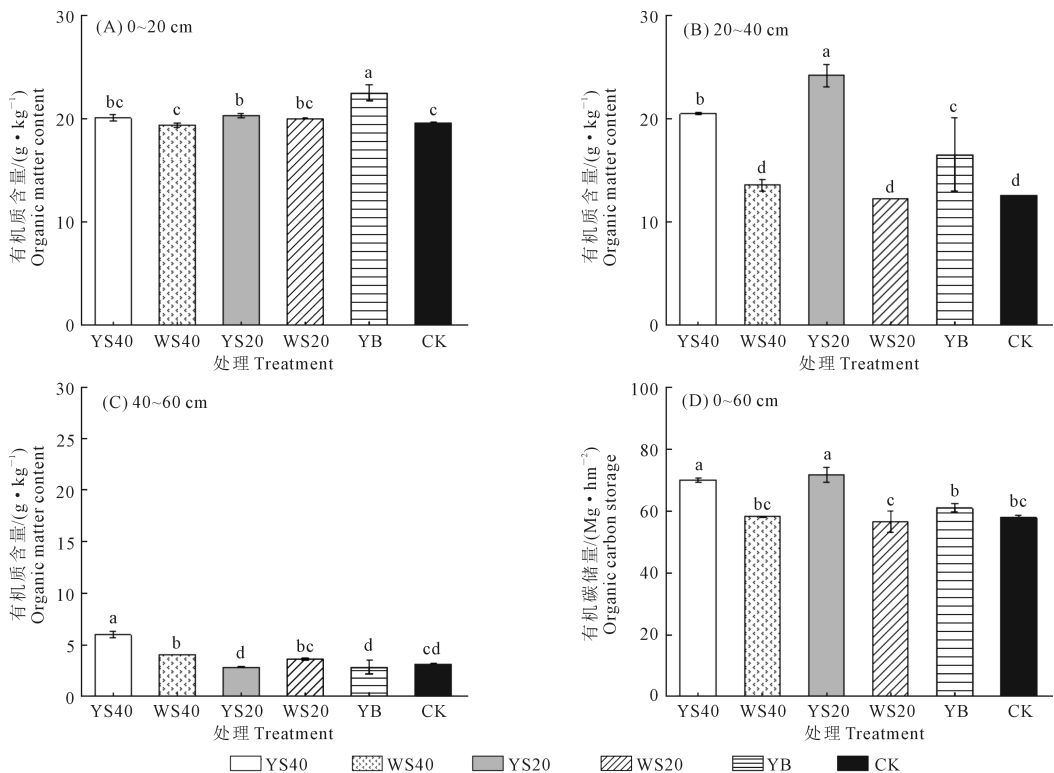 (A) 0~20 cm
有机质含量/(g·kg⁻¹)
Organic matter content
30
20
10
0
bc
c
b
bc
a
c
YS40 WS40 YS20 WS20 YB CK
处理 Treatment
(B) 20~40 cm
有机质含量/(g·kg⁻¹)
Organic matter content
30
20
10
0
b
d
a
d
c
d
YS40 WS40 YS20 WS20 YB CK
处理 Treatment
(C) 40~60 cm
有机质含量/(g·kg⁻¹)
Organic matter content
30
25
20
15
10
5
0
a
b
d
bc
d
cd
YS40 WS40 YS20 WS20 YB CK
处理 Treatment
(D) 0~60 cm
有机碳储量/(Mg·hm⁻²)
Organic carbon storage
100
80
60
40
20
0
a
bc
a
c
b
bc
YS40 WS40 YS20 WS20 YB CK
处理 Treatment
YS40 WS40 YS20 WS20 YB CK